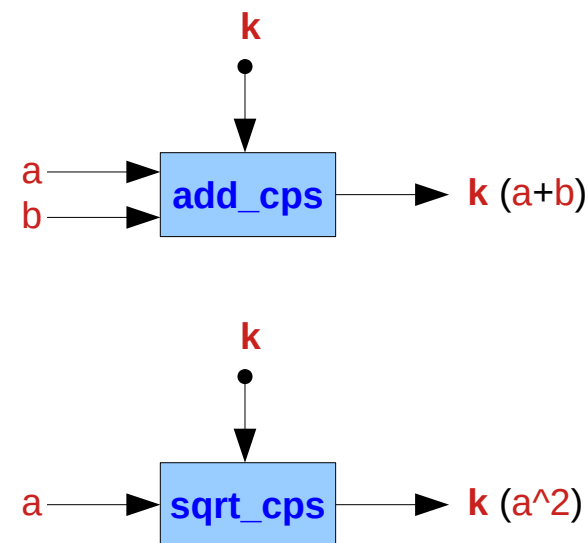 k
a
b
add_cps
k (a+b)
k
a
sqrt_cps
k (a^2)